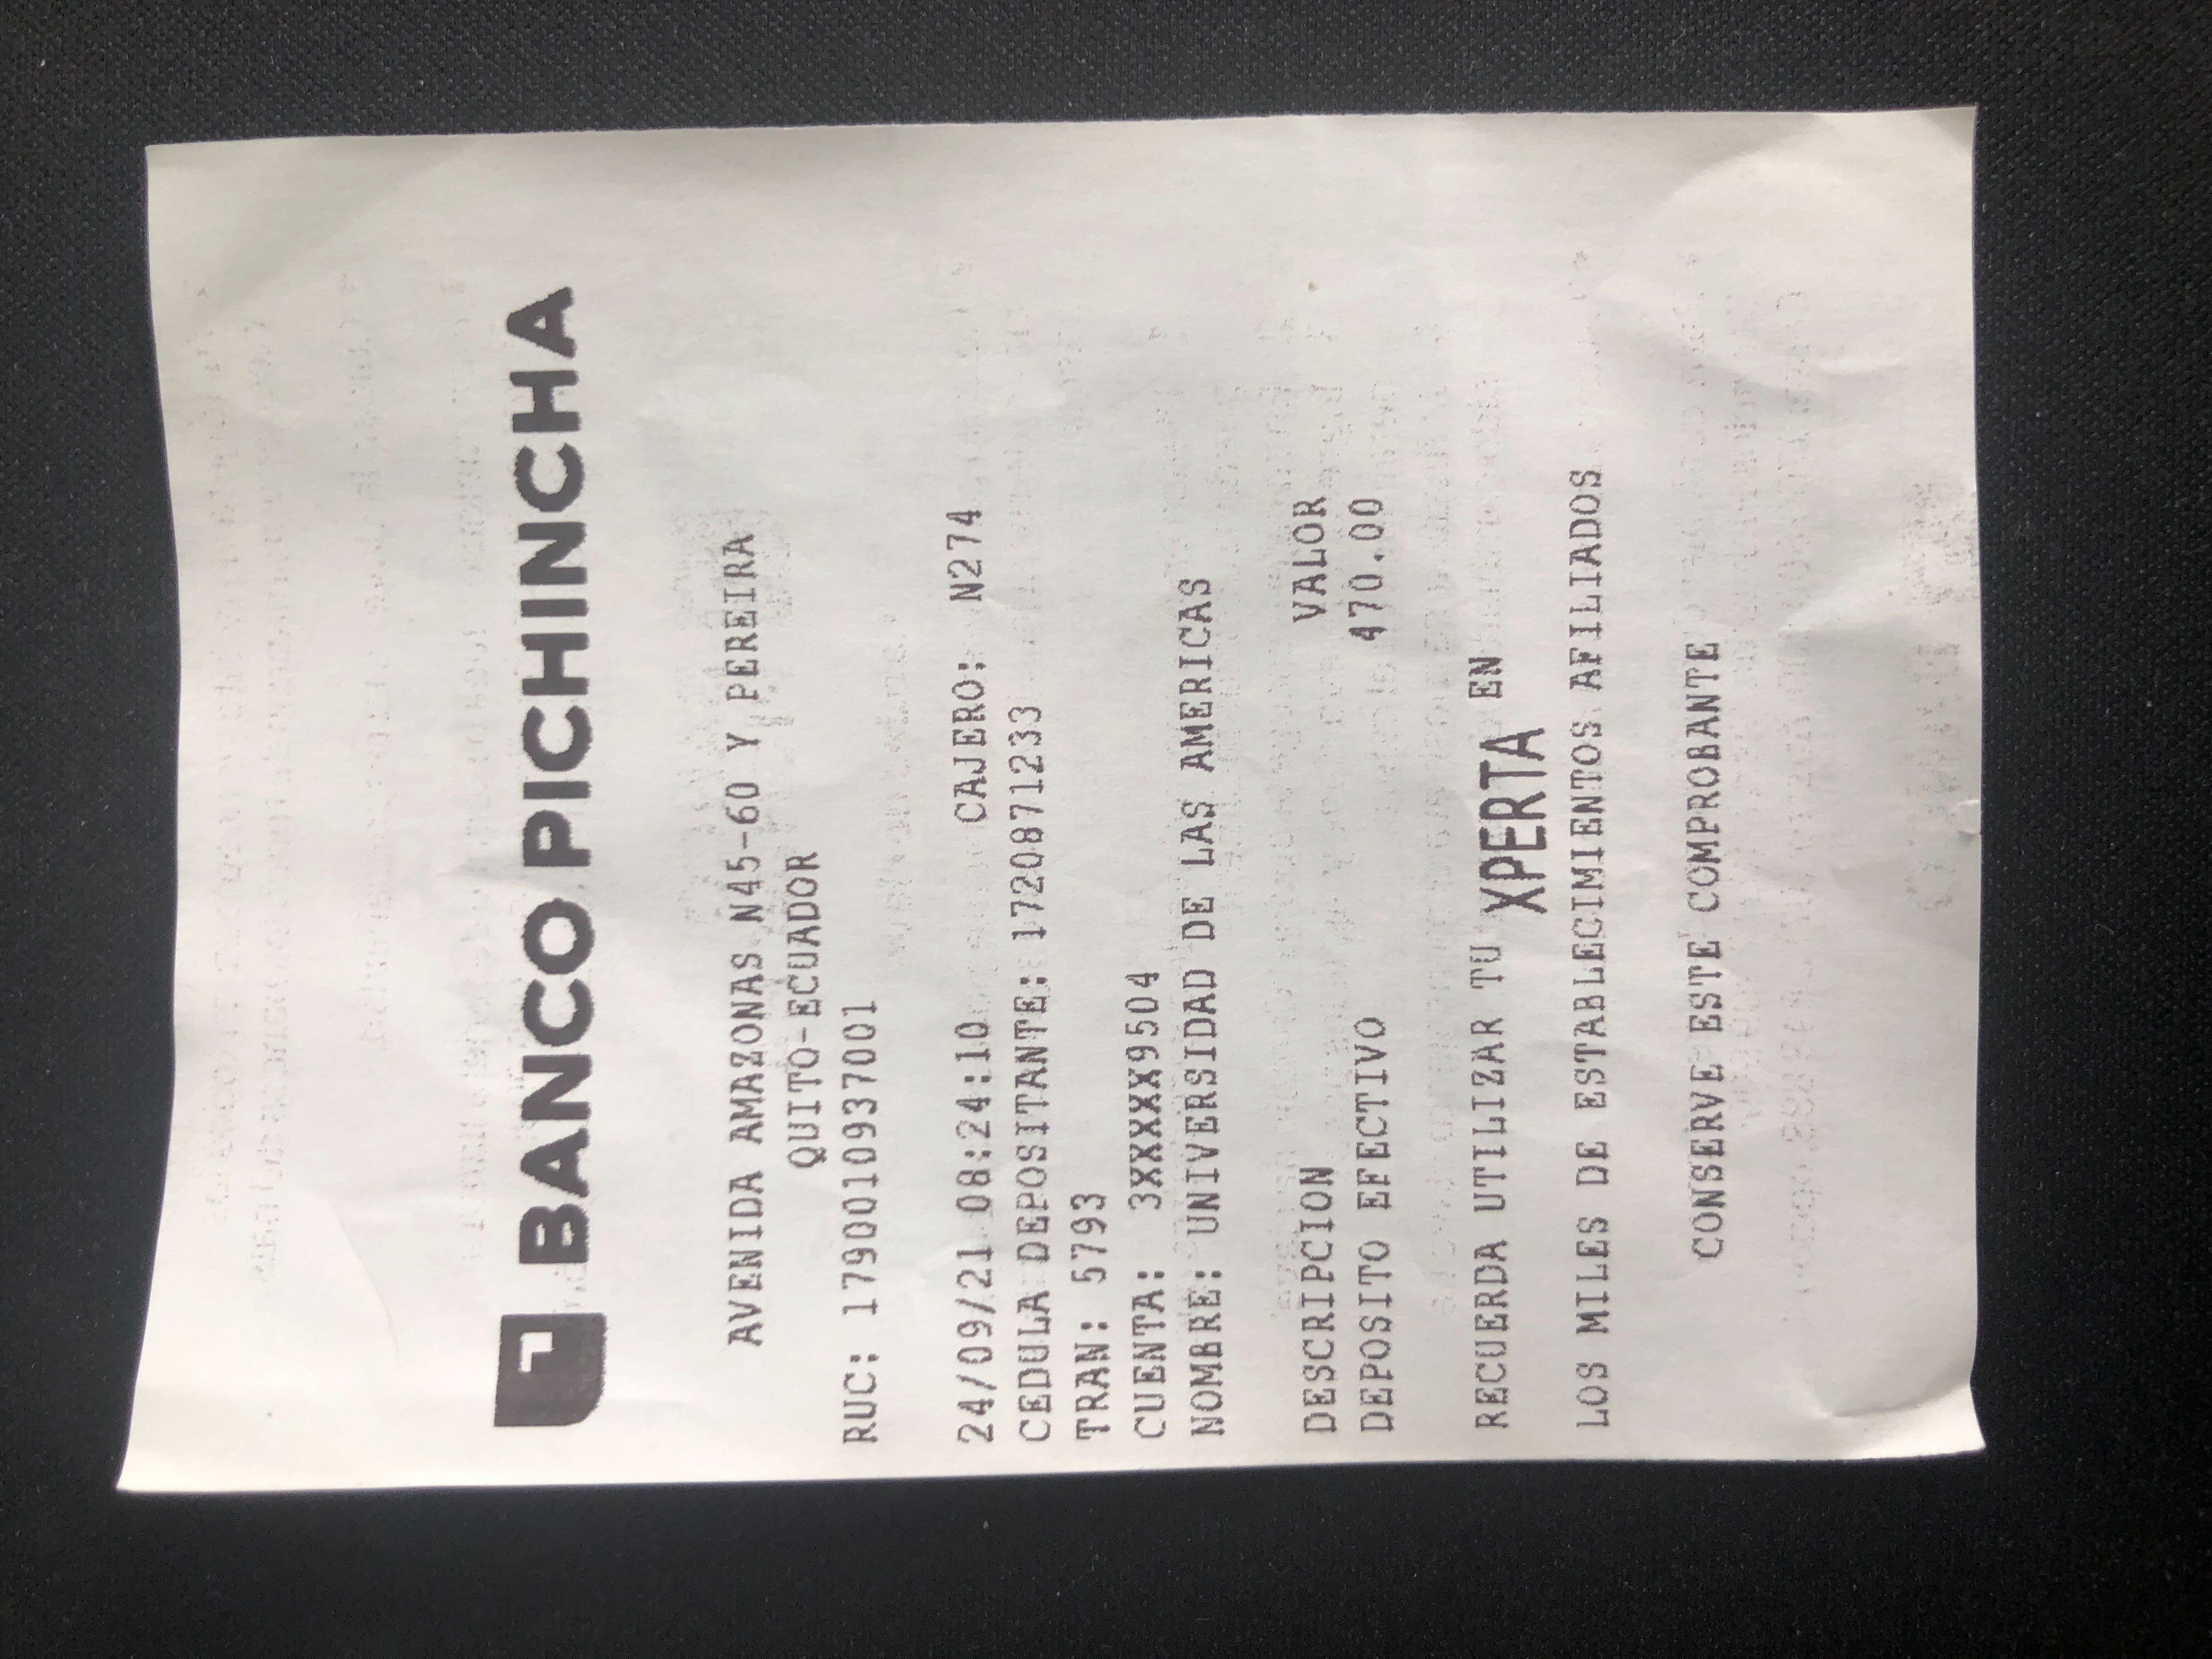 BANCO PICHINCHA
AVENIDA AMAZONAS N45-60 Y PEREIRA
QUITO-ECUADOR
RUC: 1790010937001
24/09/21 08:24:10 CAJERO: N274
CEDULA DEPOSITANTE: 1720871233
TRAN: 5793
CUENTA: 3XXXXX9504
NOMBRE: UNIVERSIDAD DE LAS AMERICAS
DESCRIPCION VALOR
DEPOSITO EFECTIVO 470.00
RECUERDA UTILIZAR TU XPERTA EN
LOS MILES DE ESTABLECIMIENTOS AFILIADOS
CONSERVE ESTE COMPROBANTE